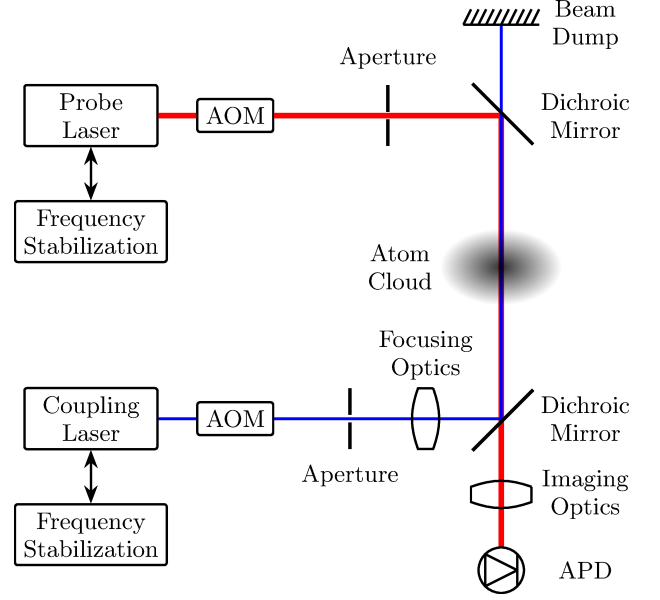 Beam
Dump
Aperture
Probe
Laser
AOM
Dichroic
Mirror
Frequency
Stabilization
Atom
Cloud
Focusing
Optics
Coupling
Laser
AOM
Dichroic
Mirror
Aperture
Imaging
Optics
Frequency
Stabilization
APD